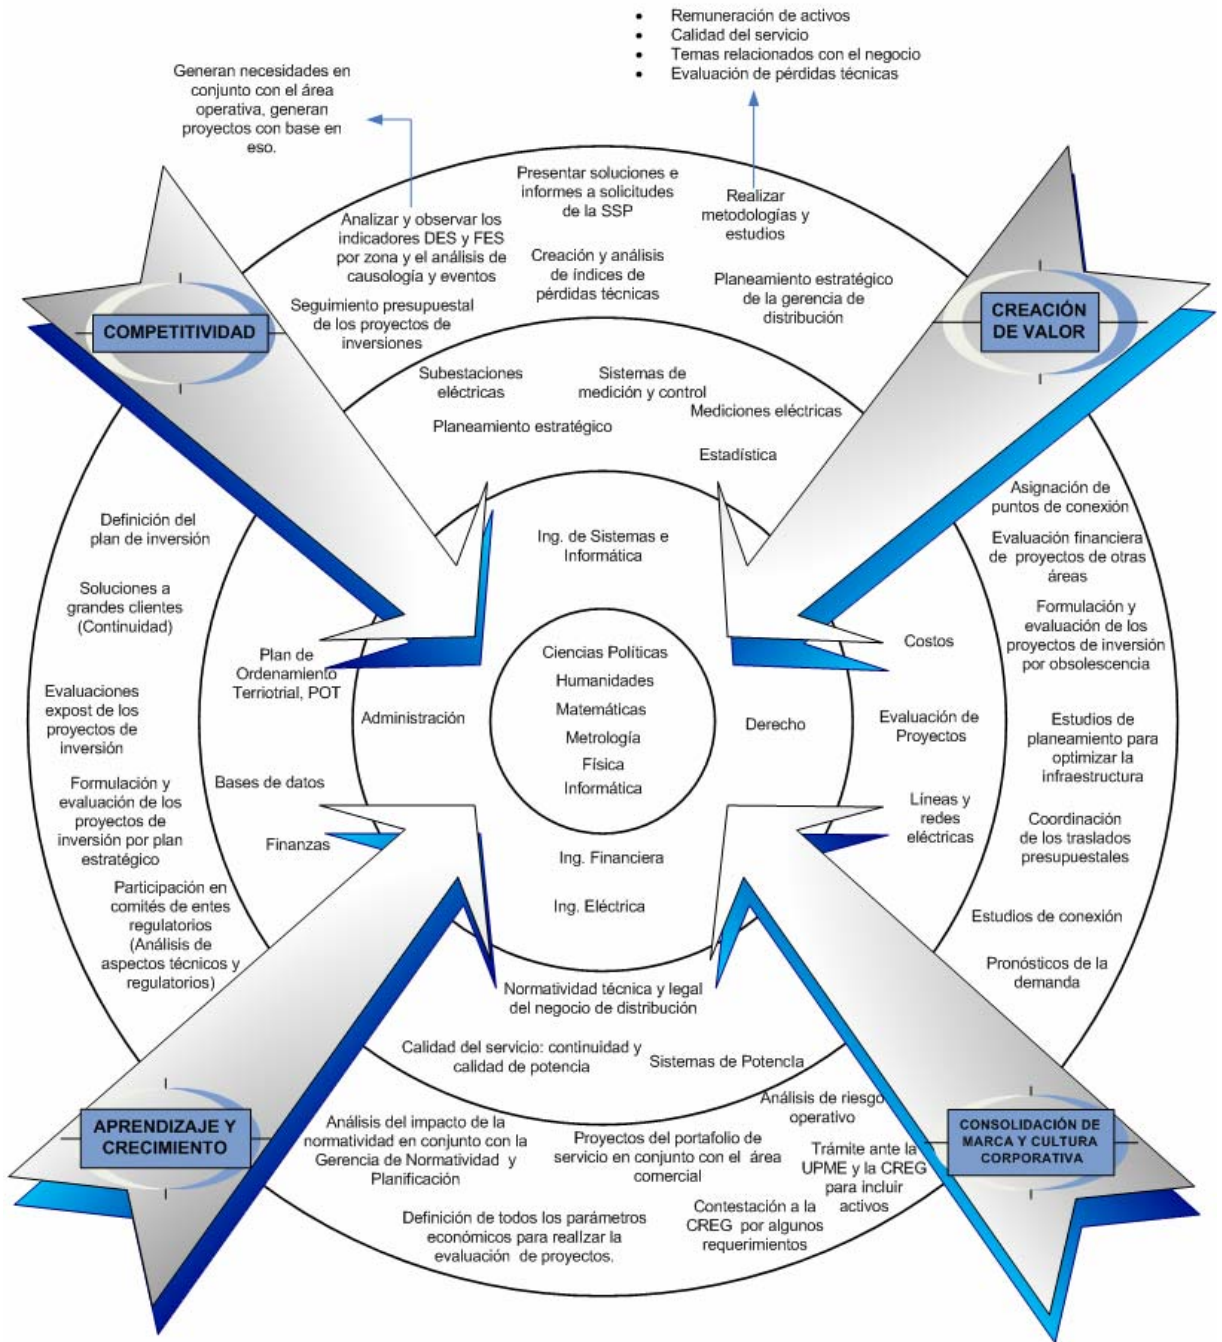 • Remuneración de activos
• Calidad del servicio
• Temas relacionados con el negocio
• Evaluación de pérdidas técnicas
Generan necesidades en
conjunto con el área
operativa, generan
proyectos con base en
eso.
Presentar soluciones e
informes a solicitudes
de la SSP
Realizar
metodologías y
estudios
Analizar y observar los
indicadores DES y FES
por zona y el análisis de
causología y eventos
Creación y análisis
de índices de
pérdidas técnicas
Planeamiento estratégico
de la gerencia de
distribución
Seguimiento presupuestal
de los proyectos de
inversiones
COMPETITIVIDAD
CREACIÓN
DE VALOR
Subestaciones
eléctricas
Sistemas de
medición y control
Mediciones eléctricas
Planeamiento estratégico
Estadística
Asignación de
puntos de conexión
Definición del
plan de inversión
Ing. de Sistemas e
Informática
Evaluación financiera
de proyectos de otras
áreas
Soluciones a
grandes clientes
(Continuidad)
Formulación y
evaluación de los
proyectos de inversión
por obsolescencia
Plan de
Ordenamiento
Terriotrial, POT
Ciencias Políticas
Humanidades
Matemáticas
Metrología
Física
Informática
Costos
Evaluaciones
expost de los
proyectos de
inversión
Administración
Derecho
Evaluación de
Proyectos
Estudios de
planeamiento para
optimizar la
infraestructura
Bases de datos
Formulación y
evaluación de los
proyectos de
inversión por plan
estratégico
Finanzas
Ing. Financiera
Líneas y
redes
eléctricas
Coordinación
de los traslados
presupuestales
Participación en
comités de entes
regulatorios
(Análisis de
aspectos técnicos y
regulatorios)
Ing. Eléctrica
Estudios de conexión
Pronósticos de la
demanda
Normatividad técnica y legal
del negocio de distribución
Calidad del servicio: continuidad y
calidad de potencia
Sistemas de Potencia
Análisis de riesgo
operativo
APRENDIZAJE Y
CRECIMIENTO
Análisis del impacto de la
normatividad en conjunto con la
Gerencia de Normatividad y
Planificación
Proyectos del portafolio de
servicio en conjunto con el área
comercial
Trámite ante la
UPME y la CREG
para incluir
activos
CONSOLIDACIÓN DE
MARCA Y CULTURA
CORPORATIVA
Definición de todos los parámetros
económicos para realizar la
evaluación de proyectos.
Contestación a la
CREG por algunos
requerimientos